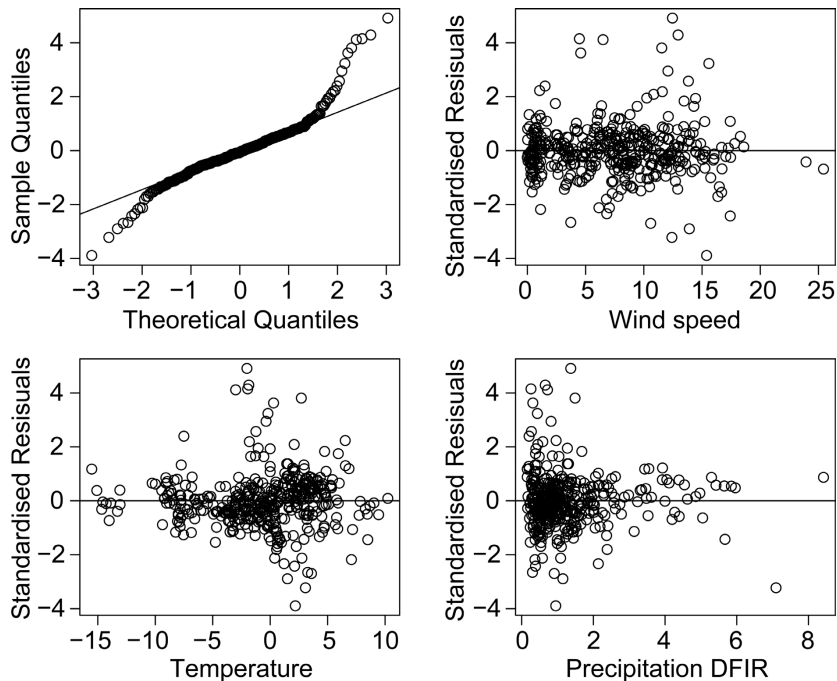 Sample Quantiles
4
2
0
−2
−4
−3 −2 −1 0 1 2 3
Theoretical Quantiles
Standardised Resisuals
4
2
0
−2
−4
0 5 10 15 20 25
Wind speed
Standardised Resisuals
4
2
0
−2
−4
−15 −10 −5 0 5 10
Temperature
Standardised Resisuals
4
2
0
−2
−4
0 2 4 6 8
Precipitation DFIR